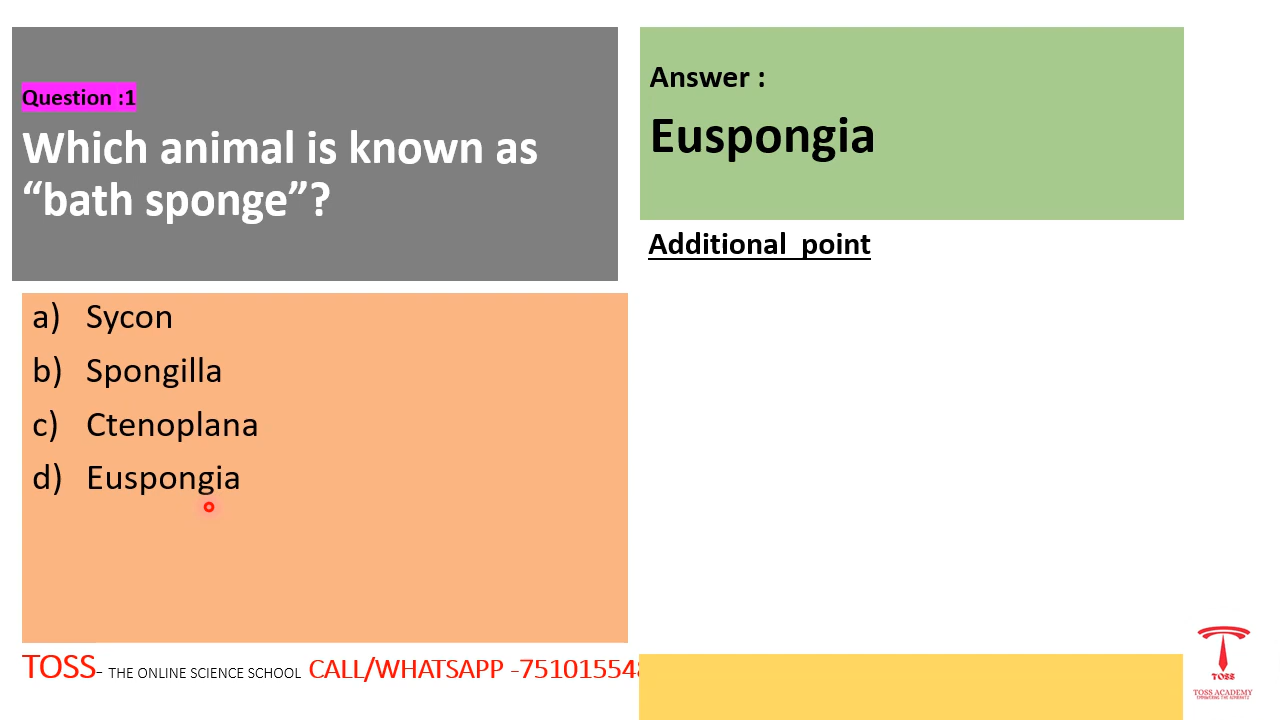 Question :1
Which animal is known as
“bath sponge”?
a) Sycon
b) Spongilla
c) Ctenoplana
d) Euspongia
Answer :
Euspongia
Additional point
TOSS- THE ONLINE SCIENCE SCHOOL CALL/WHATSAPP -75101554
TOSS
TOSS ACADEMY